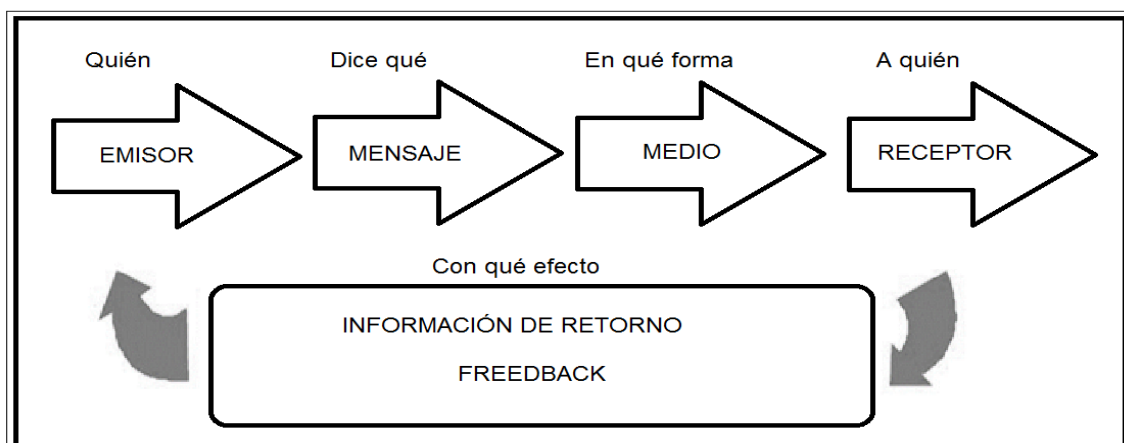 Quién Dice qué En qué forma A quién
EMISOR MENSAJE MEDIO RECEPTOR
Con qué efecto
INFORMACIÓN DE RETORNO
FREEDBACK